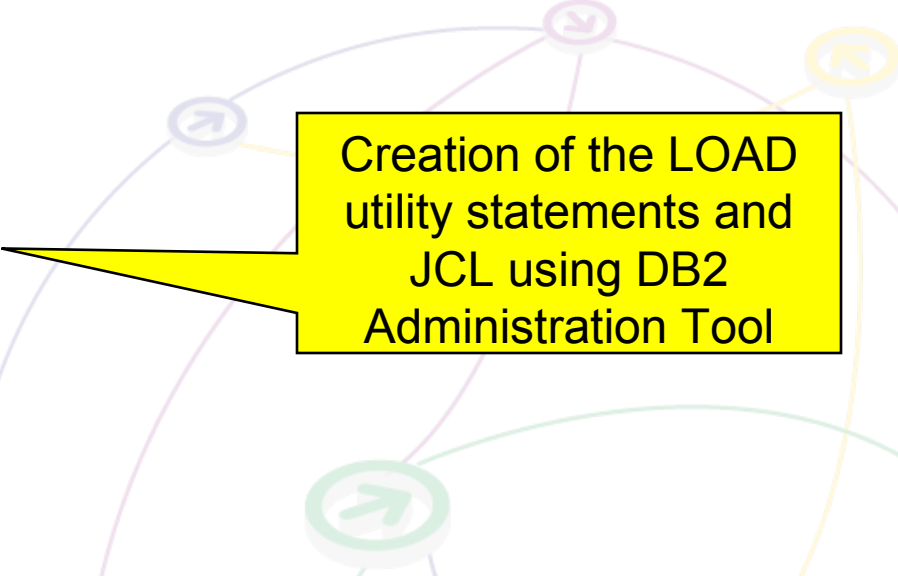 Creation of the LOAD
utility statements and
JCL using DB2
Administration Tool